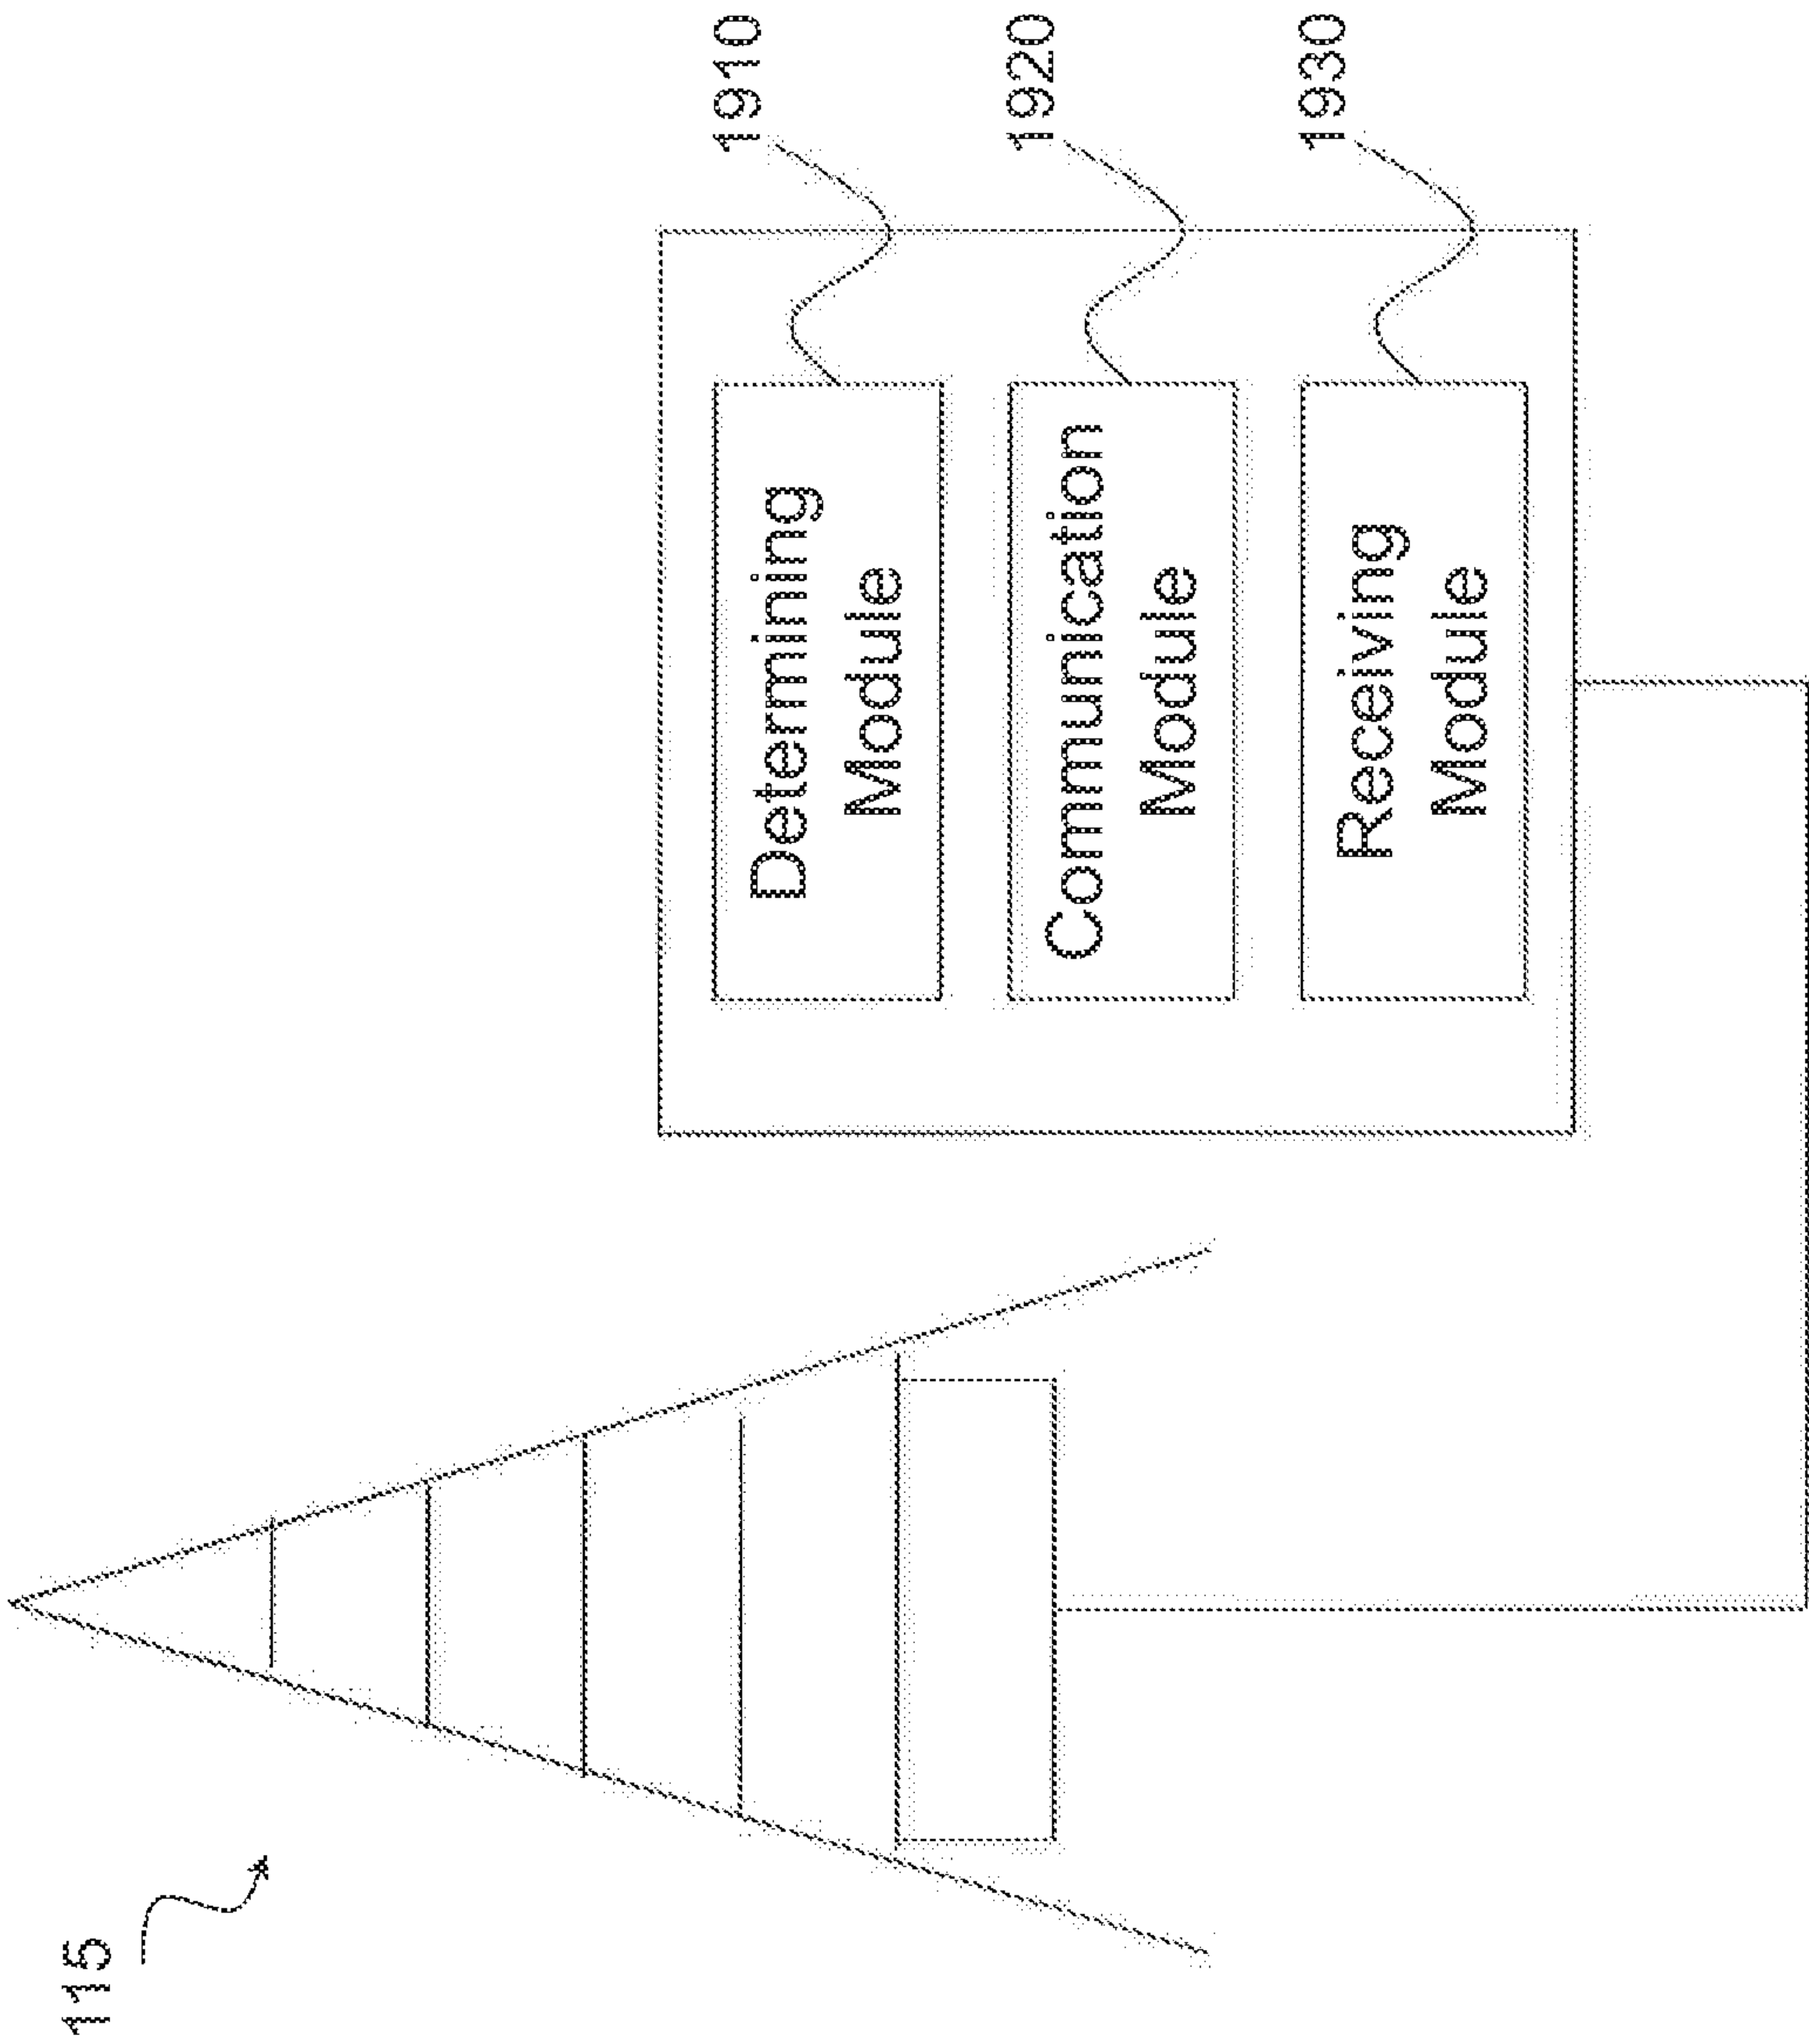 115
Determining
Module
1910
Communication
Module
1920
Receiving
Module
1930